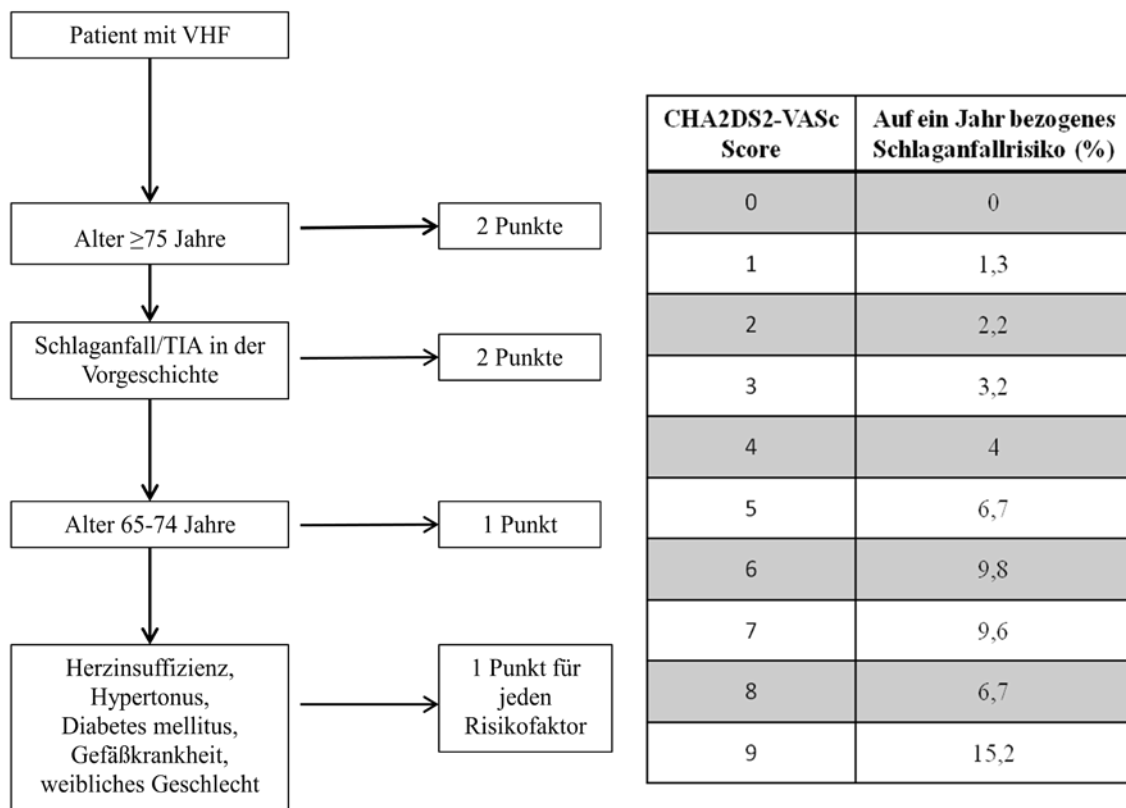 Patient mit VHF
Alter ≥75 Jahre
2 Punkte
Schlaganfall/TIA in der
Vorgeschichte
2 Punkte
Alter 65-74 Jahre
1 Punkt
Herzinsuffizienz,
Hypertonus,
Diabetes mellitus,
Gefäßkrankheit,
weibliches Geschlecht
1 Punkt für
jeden
Risikofaktor
CHA2DS2-VASc
Score
Auf ein Jahr bezogenes
Schlaganfallrisiko (%)
0 0
1 1,3
2 2,2
3 3,2
4 4
5 6,7
6 9,8
7 9,6
8 6,7
9 15,2